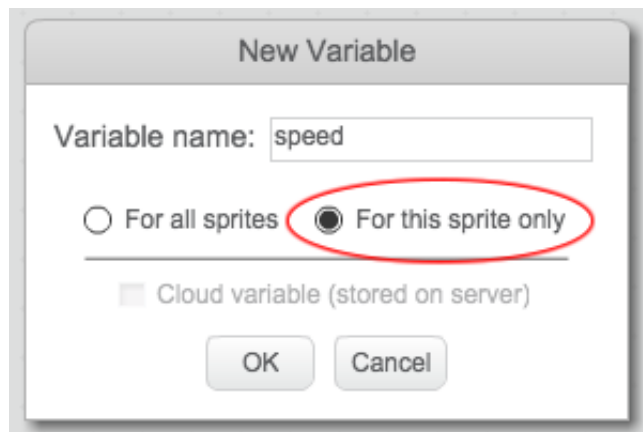 New Variable
Variable name: speed
For all sprites For this sprite only
Cloud variable (stored on server)
OK Cancel